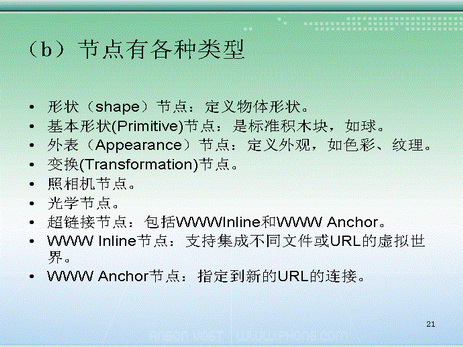 （b）节点有各种类型
• 形状（shape）节点：定义物体形状。
• 基本形状(Primitive)节点：是标准积木块，如球。
• 外表（Appearance）节点：定义外观，如色彩、纹理。
• 变换(Transformation)节点。
• 照相机节点。
• 光学节点。
• 超链接节点：包括WWWInline和WWW Anchor。
• WWW Inline节点：支持集成不同文件或URL的虚拟世
界。
• WWW Anchor节点：指定到新的URL的连接。
21